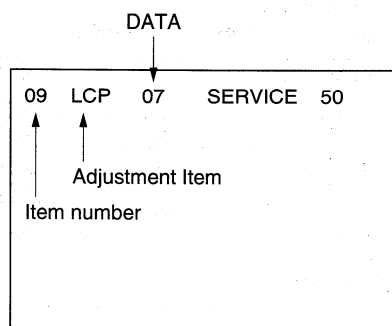 DATA
09 LCP 07 SERVICE 50
Adjustment Item
Item number